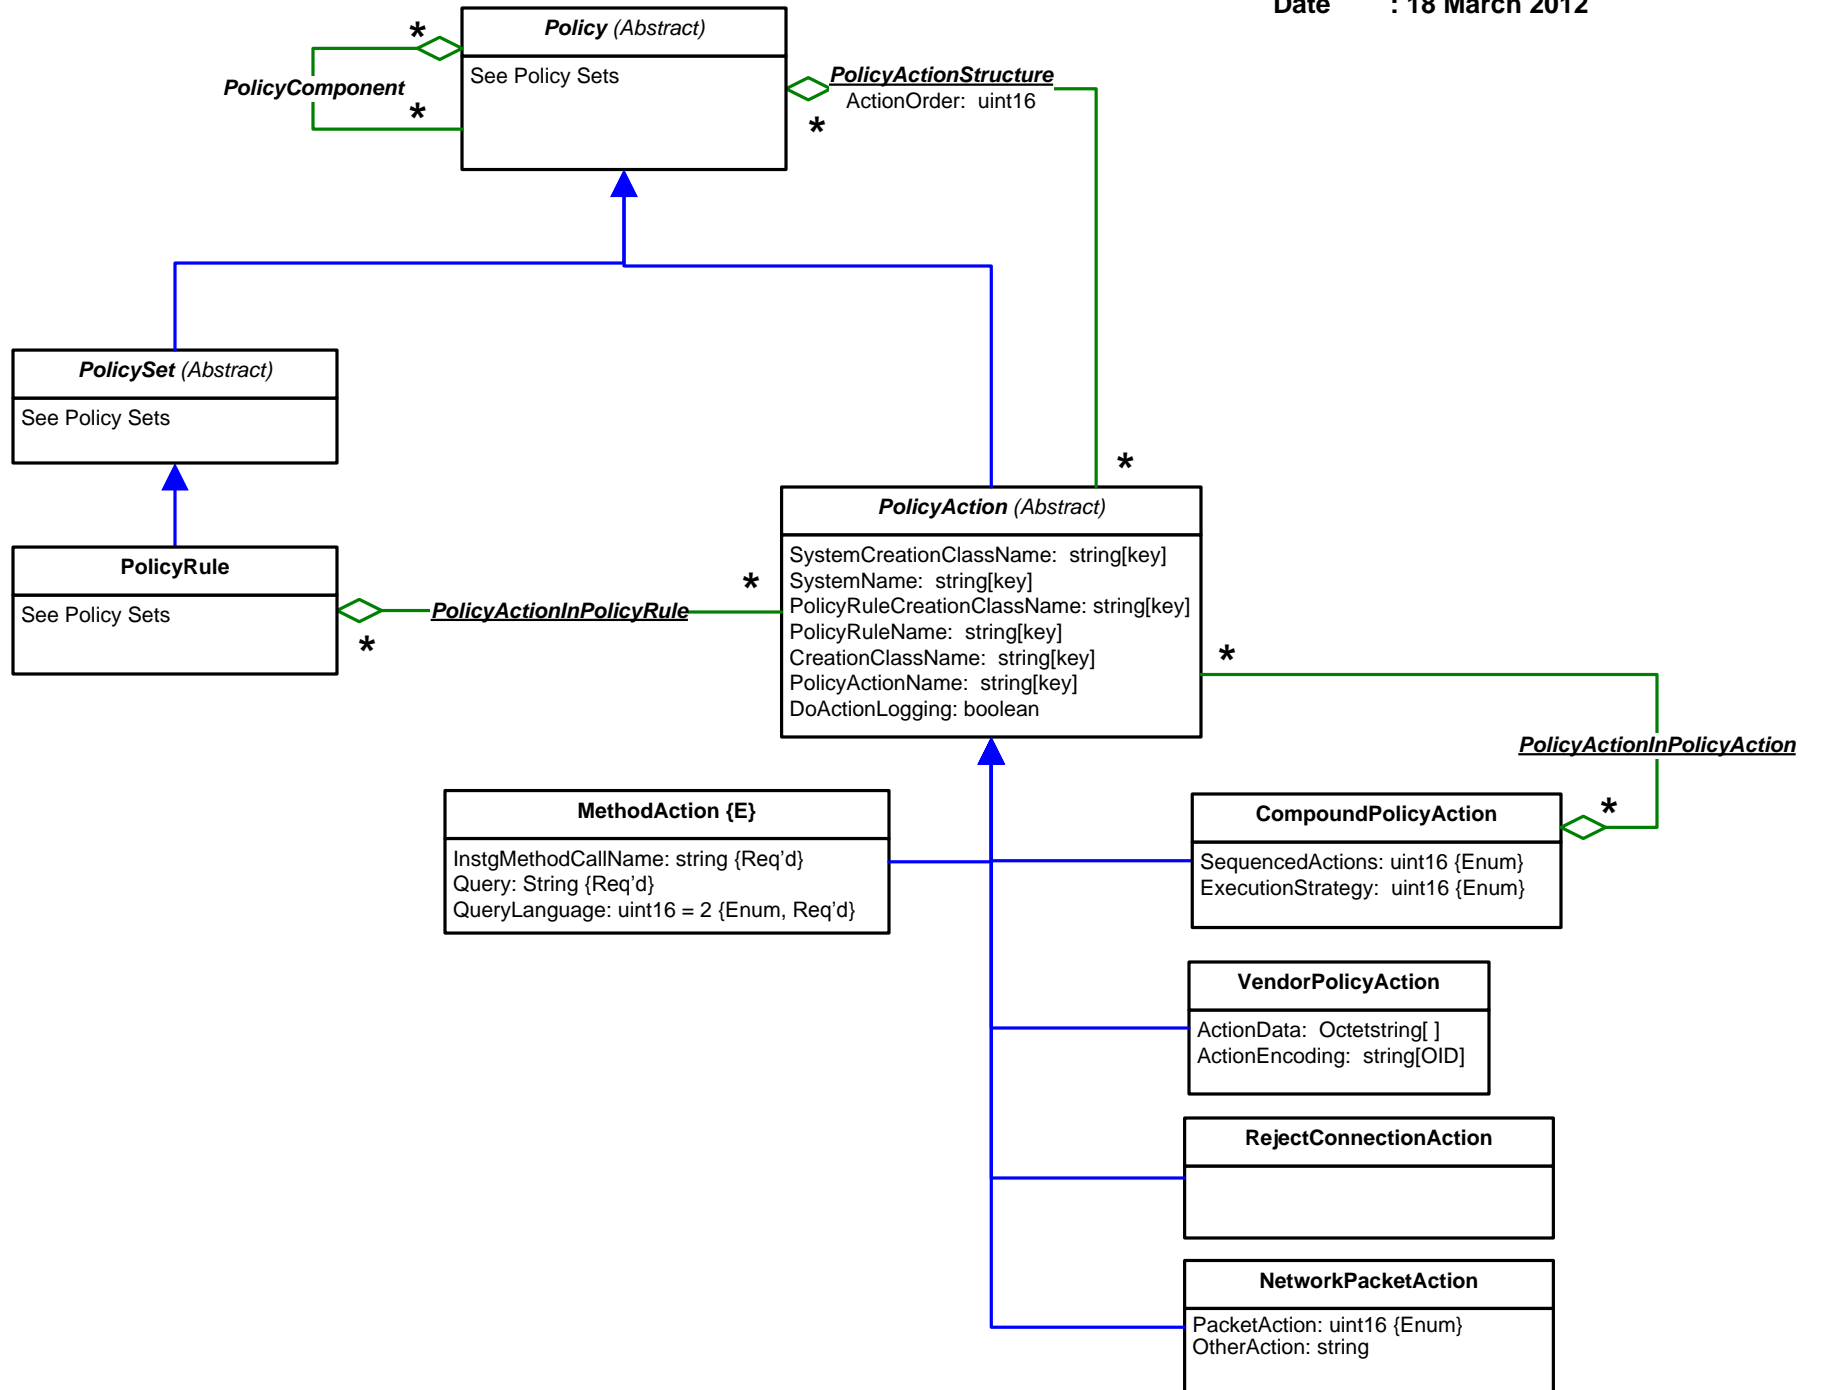 Date : 18 March 2012
*
Policy (Abstract)
See Policy Sets
PolicyComponent
*
PolicyActionStructure
ActionOrder: uint16
*
PolicySet (Abstract)
See Policy Sets
*
PolicyAction (Abstract)
SystemCreationClassName: string[key]
SystemName: string[key]
PolicyRuleCreationClassName: string[key]
PolicyRuleName: string[key]
CreationClassName: string[key]
PolicyActionName: string[key]
DoActionLogging: boolean
PolicyRule
See Policy Sets
*
PolicyActionInPolicyRule
*
*
PolicyActionInPolicyAction
*
MethodAction {E}
InstgMethodCallName: string {Req’d}
Query: String {Req’d}
QueryLanguage: uint16 = 2 {Enum, Req’d}
CompoundPolicyAction
SequencedActions: uint16 {Enum}
ExecutionStrategy: uint16 {Enum}
VendorPolicyAction
ActionData: Octetstring[ ]
ActionEncoding: string[OID]
RejectConnectionAction
NetworkPacketAction
PacketAction: uint16 {Enum}
OtherAction: string